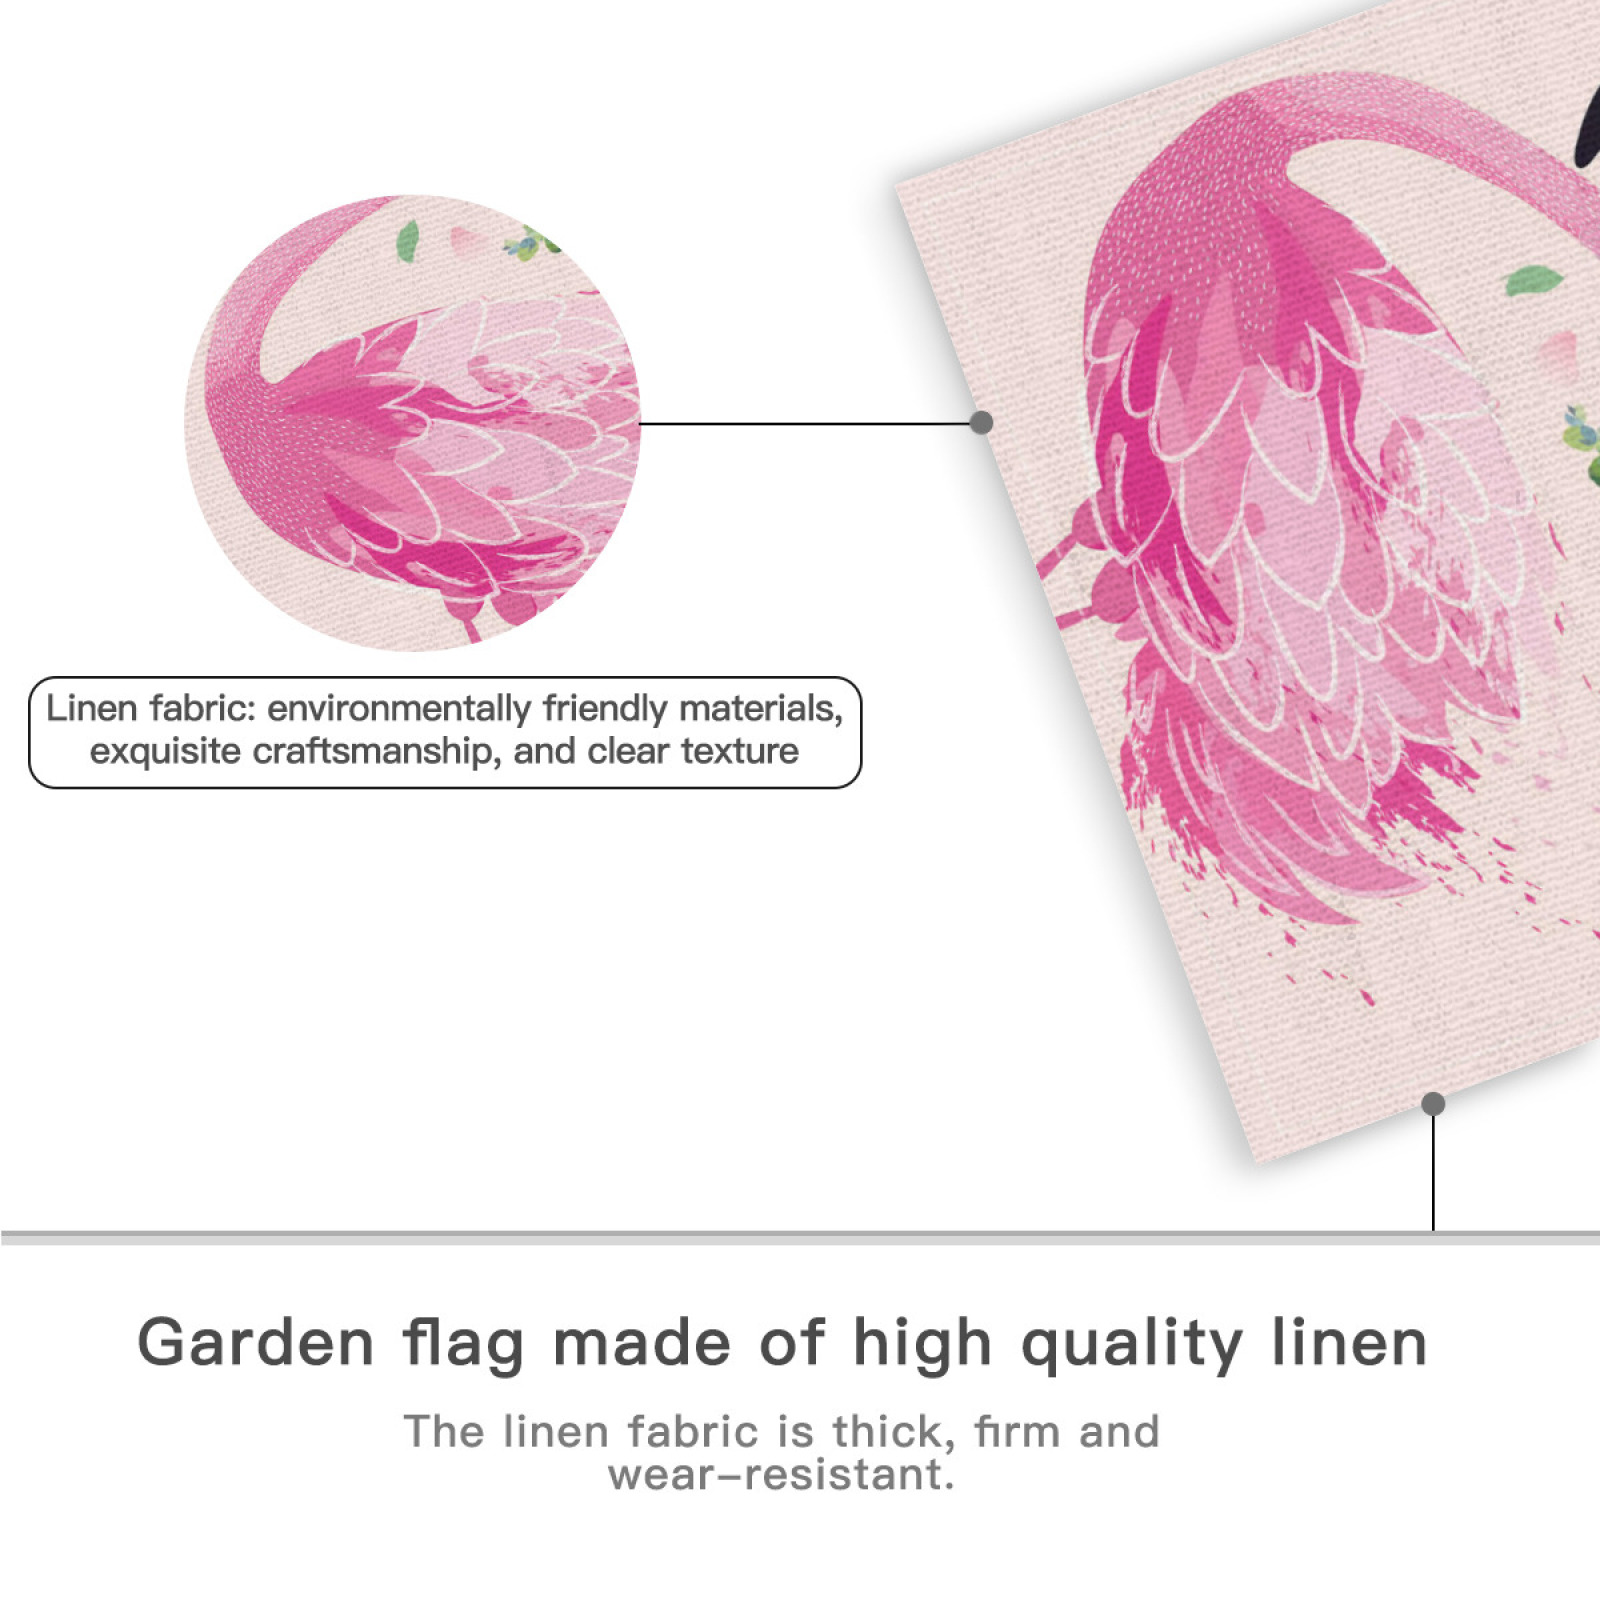 Linen fabric: environmentally friendly materials,
exquisite craftsmanship, and clear texture
Garden flag made of high quality linen
The linen fabric is thick, firm and
wear-resistant.